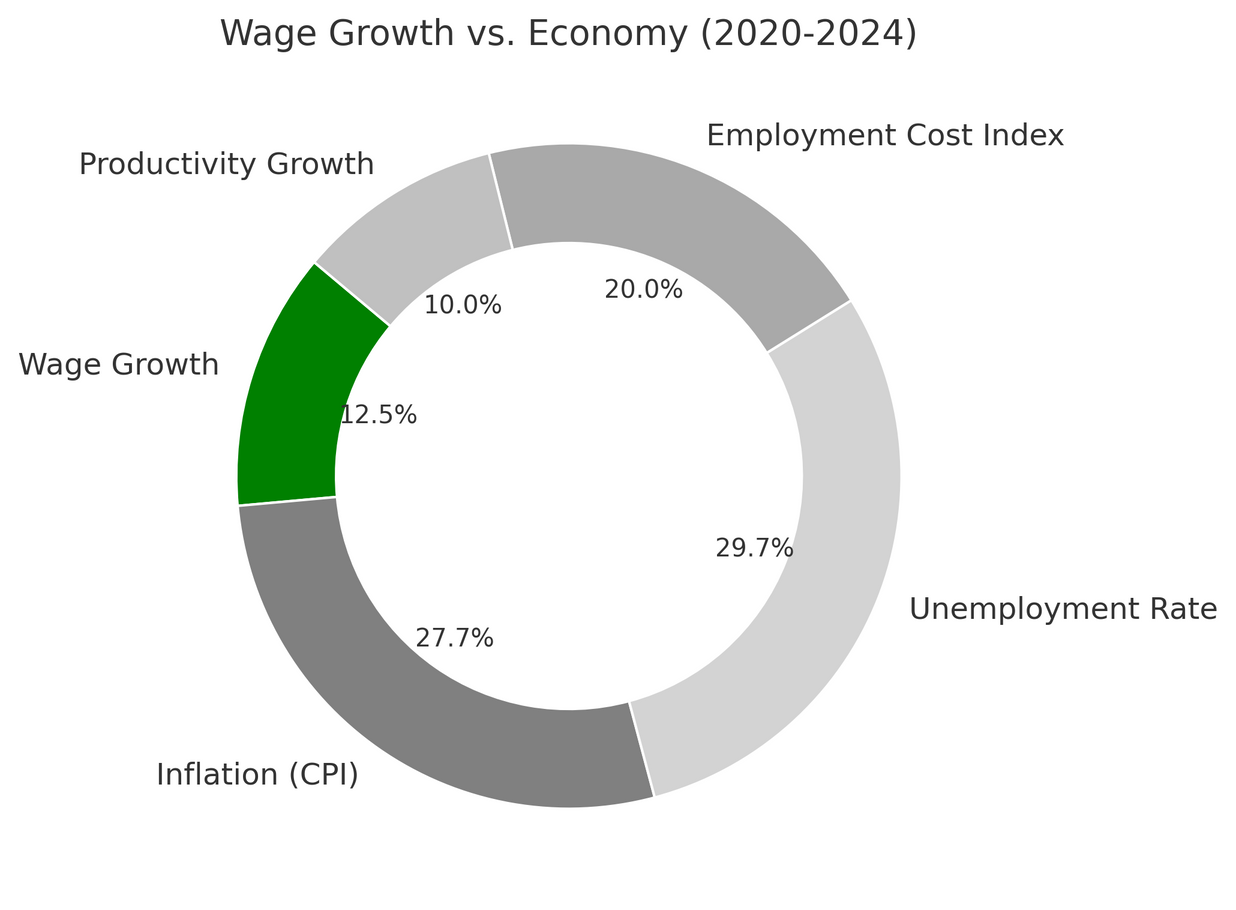 Wage Growth vs. Economy (2020-2024)
Employment Cost Index
Productivity Growth
20.0%
10.0%
Wage Growth
12.5%
29.7%
Unemployment Rate
27.7%
Inflation (CPI)